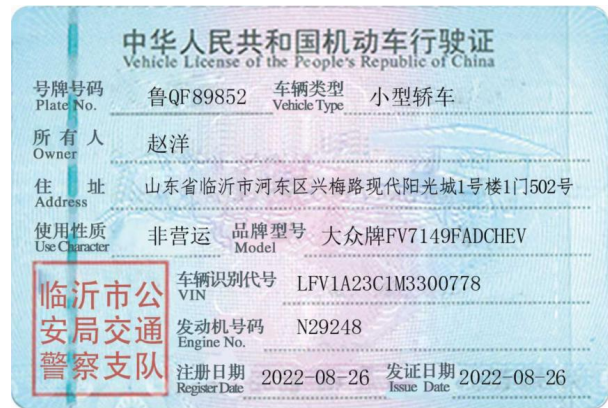 中华人民共和国机动车行驶证
Vehicle License of the People's Republic of China
号牌号码 鲁QF89852 车辆类型 小型轿车
Plate No. Vehicle Type
所有人 赵洋
Owner
住址 山东省临沂市河东区兴梅路现代阳光城1号楼1门502号
Address
使用性质 非营运 品牌型号 大众牌FV7149FADCHEV
Use Character Model
临沂市公安局交通警察支队
车辆识别代号 LFV1A23C1M3300778
VIN
发动机号码 N29248
Engine No.
注册日期 2022-08-26 发证日期 2022-08-26
Register Date Issue Date